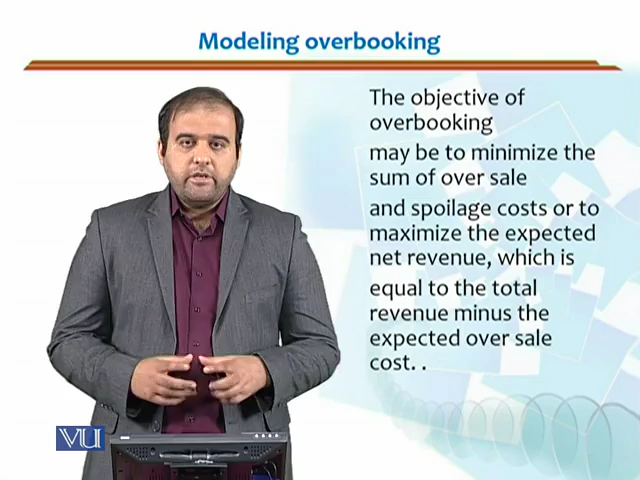 Modeling overbooking
The objective of
overbooking
may be to minimize the
sum of over sale
and spoilage costs or to
maximize the expected
net revenue, which is
equal to the total
revenue minus the
expected over sale
cost. .
VU